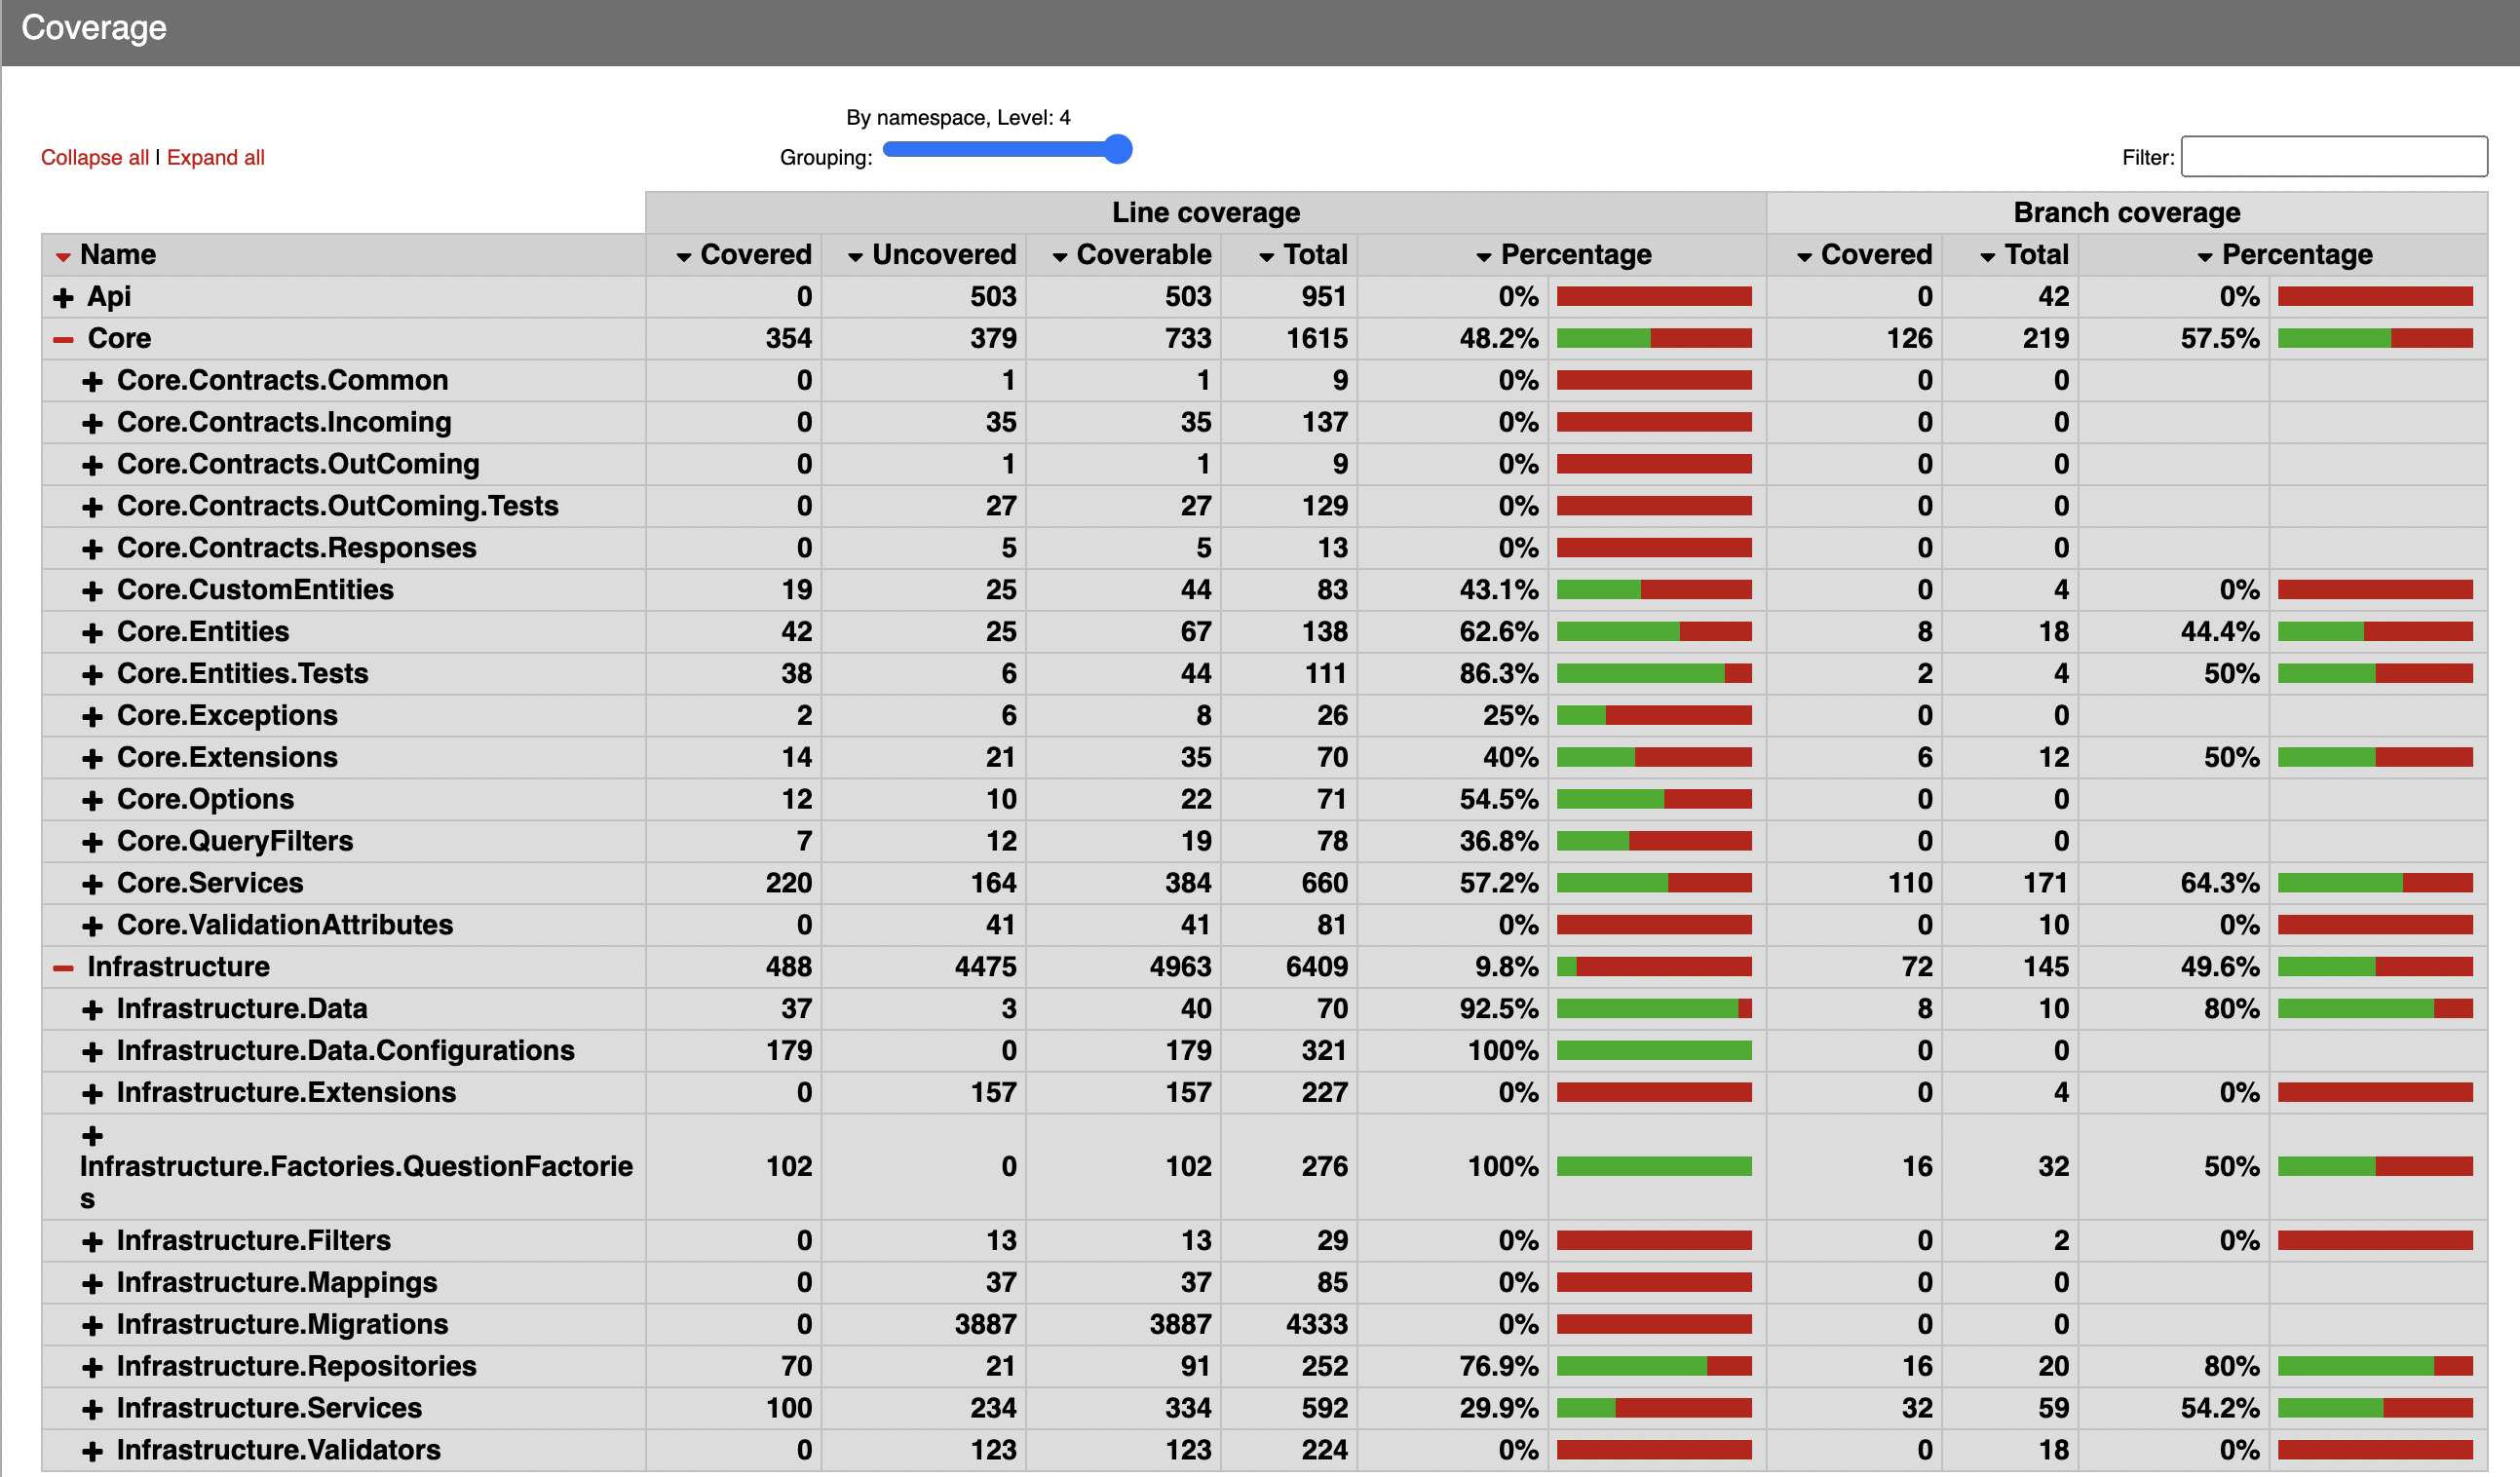 Coverage
By namespace, Level: 4
Collapse all | Expand all
Grouping:
Filter:
Line coverage Branch coverage
Name Covered Uncovered Coverable Total Percentage Covered Total Percentage
Api 0 503 503 951 0% 0 42 0%
Core 354 379 733 1615 48.2% 126 219 57.5%
Core.Contracts.Common 0 1 1 9 0% 0 0
Core.Contracts.Incoming 0 35 35 137 0% 0 0
Core.Contracts.OutComing 0 1 1 9 0% 0 0
Core.Contracts.OutComing.Tests 0 27 27 129 0% 0 0
Core.Contracts.Responses 0 5 5 13 0% 0 0
Core.CustomEntities 19 25 44 83 43.1% 0 4 0%
Core.Entities 42 25 67 138 62.6% 8 18 44.4%
Core.Entities.Tests 38 6 44 111 86.3% 2 4 50%
Core.Exceptions 2 6 8 26 25% 0 0
Core.Extensions 14 21 35 70 40% 6 12 50%
Core.Options 12 10 22 71 54.5% 0 0
Core.QueryFilters 7 12 19 78 36.8% 0 0
Core.Services 220 164 384 660 57.2% 110 171 64.3%
Core.ValidationAttributes 0 41 41 81 0% 0 10 0%
Infrastructure 488 4475 4963 6409 9.8% 72 145 49.6%
Infrastructure.Data 37 3 40 70 92.5% 8 10 80%
Infrastructure.Data.Configurations 179 0 179 321 100% 0 0
Infrastructure.Extensions 0 157 157 227 0% 0 4 0%
Infrastructure.Factories.QuestionFactorie 102 0 102 276 100% 16 32 50%
s
Infrastructure.Filters 0 13 13 29 0% 0 2 0%
Infrastructure.Mappings 0 37 37 85 0% 0 0
Infrastructure.Migrations 0 3887 3887 4333 0% 0 0
Infrastructure.Repositories 70 21 91 252 76.9% 16 20 80%
Infrastructure.Services 100 234 334 592 29.9% 32 59 54.2%
Infrastructure.Validators 0 123 123 224 0% 0 18 0%